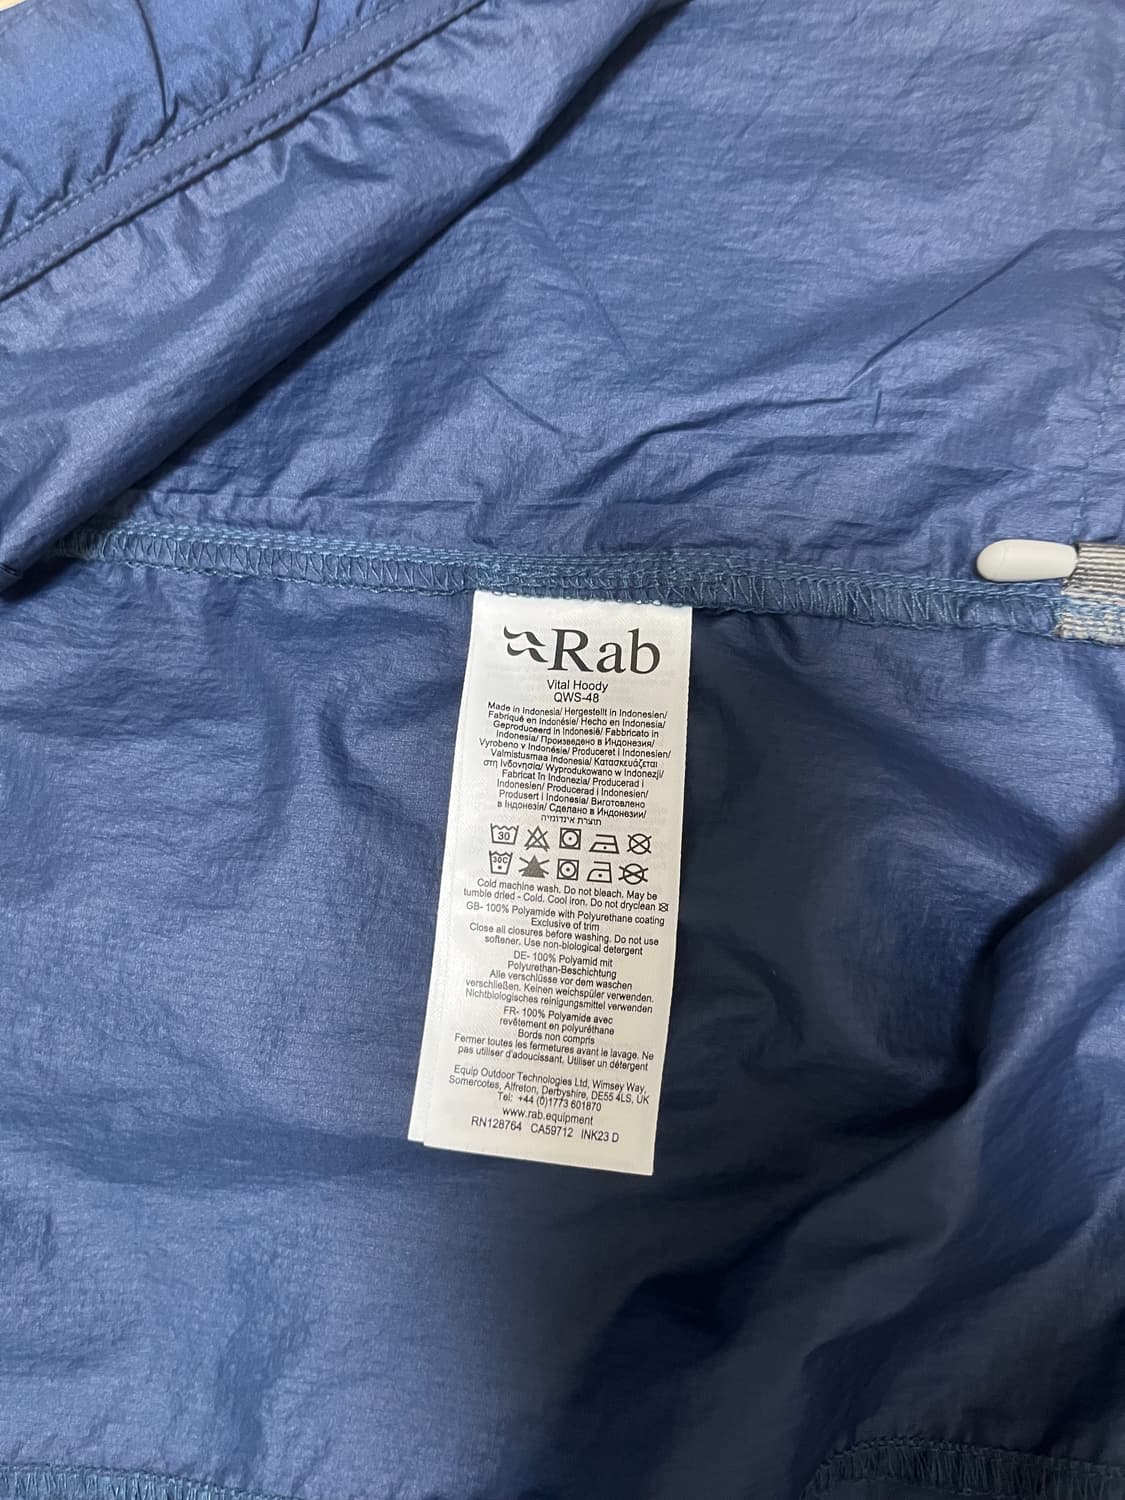 Rab
Vital Hoody
QWS-48
Made in Indonesia/ Hergestellt in Indonesien/
Fabriqué en Indonésie/ Hecho en Indonesia/
Geproduceerd in Indonesië/ Fabbricato in
Indonesia/ Произведено в Индонезия/
Vyrobeno v Indonésie/ Produceret i Indonesien/
Valmistusmaa Indonesia/ Κατασκευάζεται
στη Ινδονησία/ Wyprodukowano w Indonezji/
Fabricat în Indonezia/ Producerad i
Indonesien/ Producerad i Indonesien/
Produsert i Indonesia/ Виготовлено
в Індонезія/ Сделано в Индонезии/
תוצרת אינדונזיה
30
30C
Cold machine wash. Do not bleach. May be
tumble dried - Cold. Cool iron. Do not dryclean
GB- 100% Polyamide with Polyurethane coating
Exclusive of trim
Close all closures before washing. Do not use
softener. Use non-biological detergent
DE- 100% Polyamid mit
Polyurethan-Beschichtung
Alle verschlüsse vor dem waschen
verschließen. Keinen weichspüler verwenden.
Nichtbiologisches reinigungsmittel verwenden
FR- 100% Polyamide avec
revêtement en polyuréthane
Bords non compris
Fermer toutes les fermetures avant le lavage. Ne
pas utiliser d'adoucissant. Utiliser un détergent
Equip Outdoor Technologies Ltd, Wimsey Way,
Somercotes, Alfreton, Derbyshire, DE55 4LS, UK
Tel: +44 (0)1773 601870
www.rab.equipment
RN128764 CA59712 INK23 D